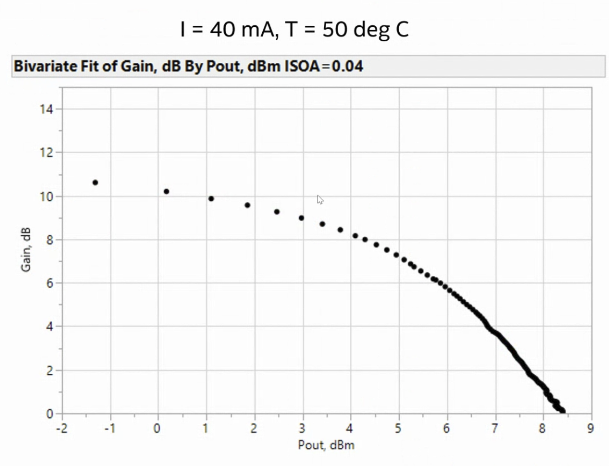 I = 40 mA, T = 50 deg C
Bivariate Fit of Gain, dB By Pout, dBm ISOA=0.04
14
12
10
8
6
4
2
0
Gain, dB
-2 -1 0 1 2 3 4 5 6 7 8 9
Pout, dBm